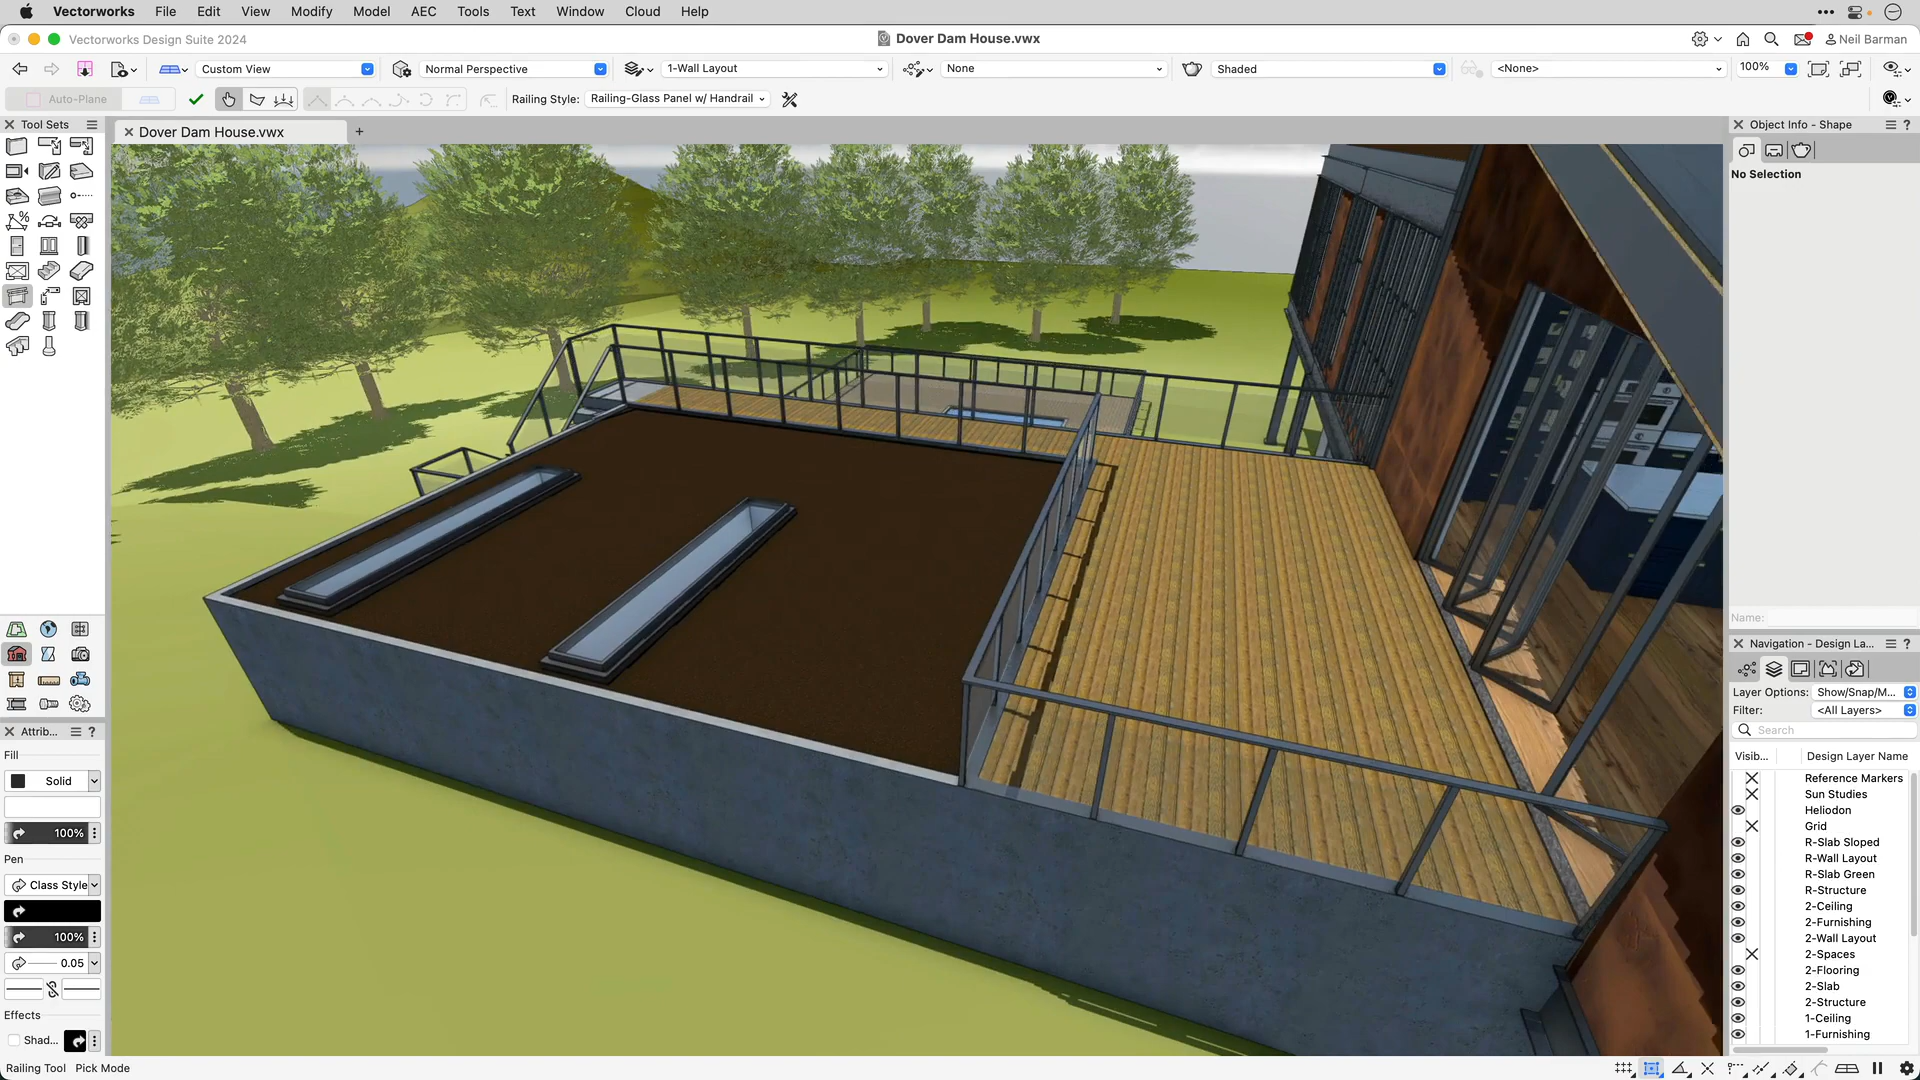 Vectorworks File Edit View Modify Model AEC Tools Text Window Cloud Help
Vectorworks Design Suite 2024
Dover Dam House.vwx
Neil Barman
Custom View
Normal Perspective
1-Wall Layout
None
Shaded
<None>
100%
Auto-Plane
Railing Style: Railing-Glass Panel w/ Handrail
Tool Sets
Dover Dam House.vwx
Object Info - Shape
No Selection
Name:
Navigation - Design La...
Layer Options: Show/Snap/M...
Filter: <All Layers>
Search
Visib... Design Layer Name
Reference Markers
Sun Studies
Heliodon
Grid
R-Slab Sloped
R-Wall Layout
R-Slab Green
R-Structure
2-Ceiling
2-Furnishing
2-Wall Layout
2-Spaces
2-Flooring
2-Slab
2-Structure
1-Ceiling
1-Furnishing
Attrib...
Fill
Solid
100%
Pen
Class Style
100%
0.05
Effects
Shad...
Railing Tool Pick Mode